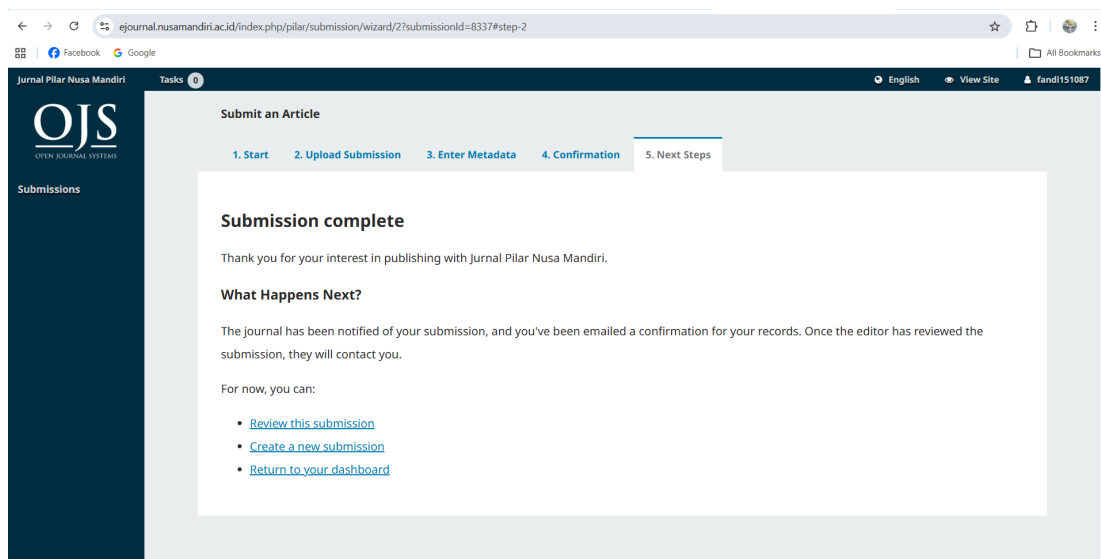 ejournal.nusamandiri.ac.id/index.php/pilar/submission/wizard/2?submissionId=8337#step-2
Facebook Google All Bookmarks
Jurnal Pilar Nusa Mandiri Tasks 0 English View Site fandi151087
OJS
OPEN JOURNAL SYSTEMS
Submissions
Submit an Article
1. Start 2. Upload Submission 3. Enter Metadata 4. Confirmation 5. Next Steps
Submission complete
Thank you for your interest in publishing with Jurnal Pilar Nusa Mandiri.
What Happens Next?
The journal has been notified of your submission, and you've been emailed a confirmation for your records. Once the editor has reviewed the
submission, they will contact you.
For now, you can:
• Review this submission
• Create a new submission
• Return to your dashboard